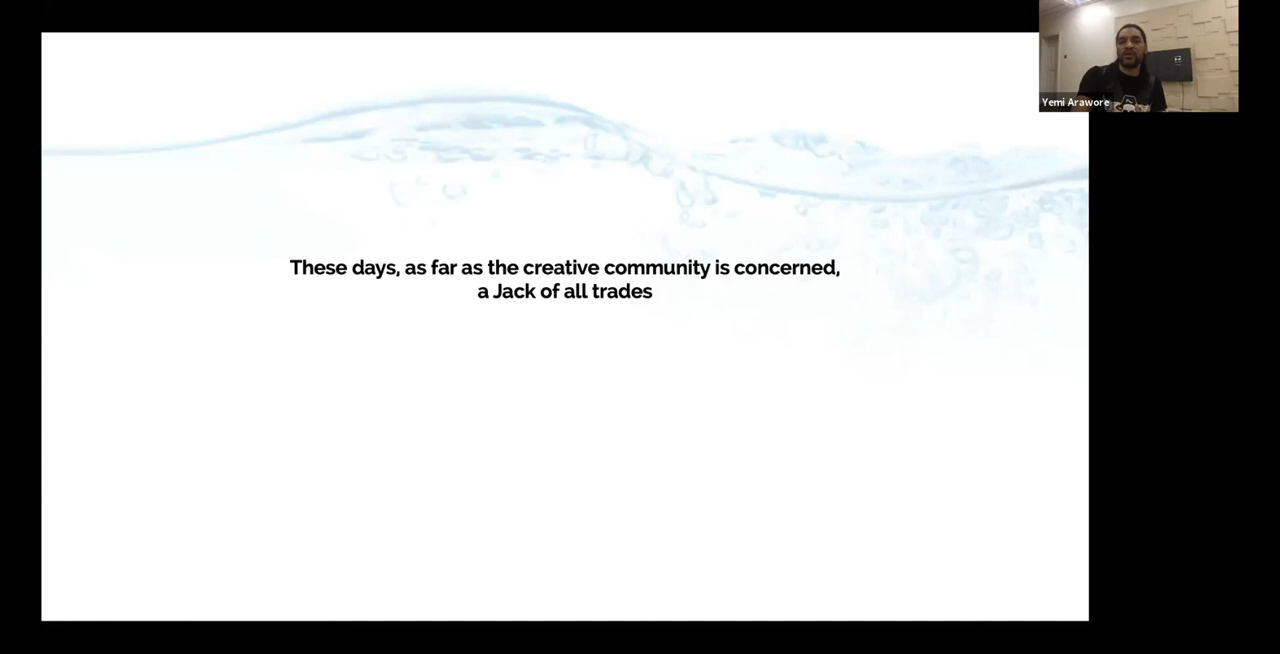 Yemi Arawore
These days, as far as the creative community is concerned,
a Jack of all trades